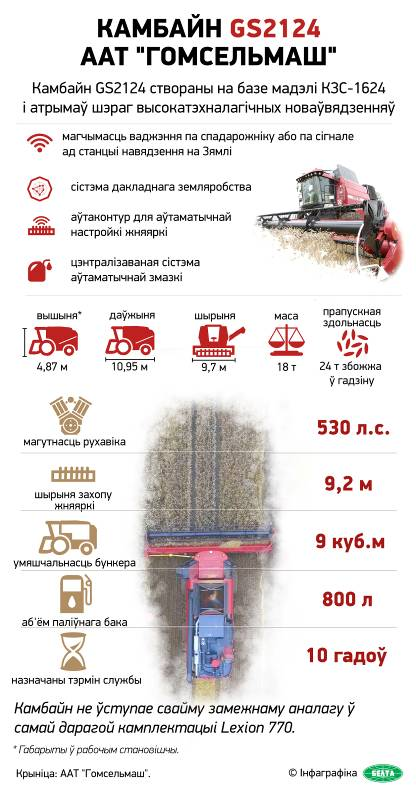 КАМБАЙН GS2124
ААТ "ГОМСЕЛЬМАШ"
Камбайн GS2124 створаны на базе мадэлі КЗС-1624
і атрымаў шэраг высокатэхналагічных новаўвядзенняў
магчымасць ваджэння па спадарожніку або па сігнале
ад станцыі навядзення на Зямлі
сістэма дакладнага земляробства
аўтаконтур для аўтаматычнай
настройкі жняяркі
цэнтралізаваная сістэма
аўтаматычнай змазкі
вышыня*
4,87 м
даўжыня
10,95 м
шырыня
9,7 м
маса
18 т
прапускная
здольнасць
24 т збожжа
ў гадзіну
магутнасць рухавіка
530 л.с.
шырыня захопу
жняяркі
9,2 м
умяшчальнасць бункера
9 куб.м
аб'ём паліўнага бака
800 л
назначаны тэрмін службы
10 гадоў
Камбайн не ўступае свайму замежнаму аналагу ў
самай дарагой камплектацыі Lexion 770.
* Габарыты ў рабочым становішчы.
Крыніца: ААТ "Гомсельмаш".
© Інфаграфіка
БЕЛТА